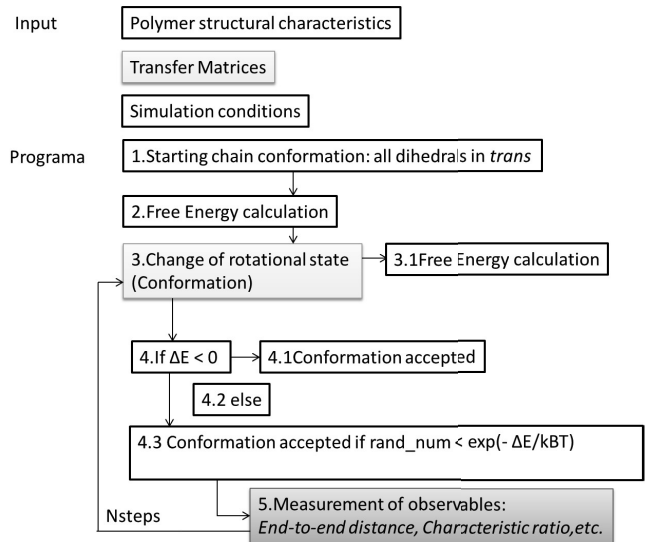 Input
Polymer structural characteristics
Transfer Matrices
Simulation conditions
Programa
1.Starting chain conformation: all dihedrals in trans
2.Free Energy calculation
3.Change of rotational state
(Conformation)
3.1Free Energy calculation
4.If ΔE < 0
4.1Conformation accepted
4.2 else
4.3 Conformation accepted if rand_num < exp(- ΔE/kBT)
5.Measurement of observables:
End-to-end distance, Characteristic ratio,etc.
Nsteps